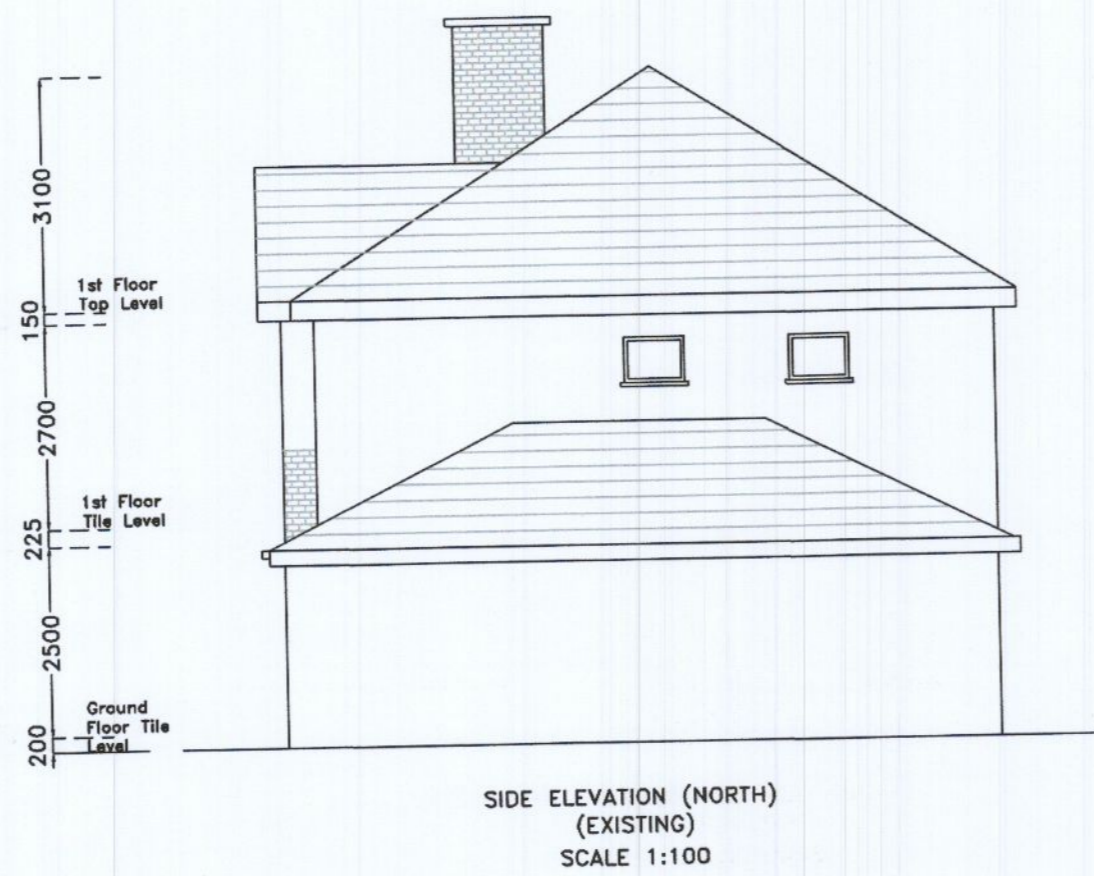 3100
1st Floor
Top Level
150
2700
1st Floor
Tile Level
225
2500
Ground
Floor Tile
Level
200
SIDE ELEVATION (NORTH)
(EXISTING)
SCALE 1:100